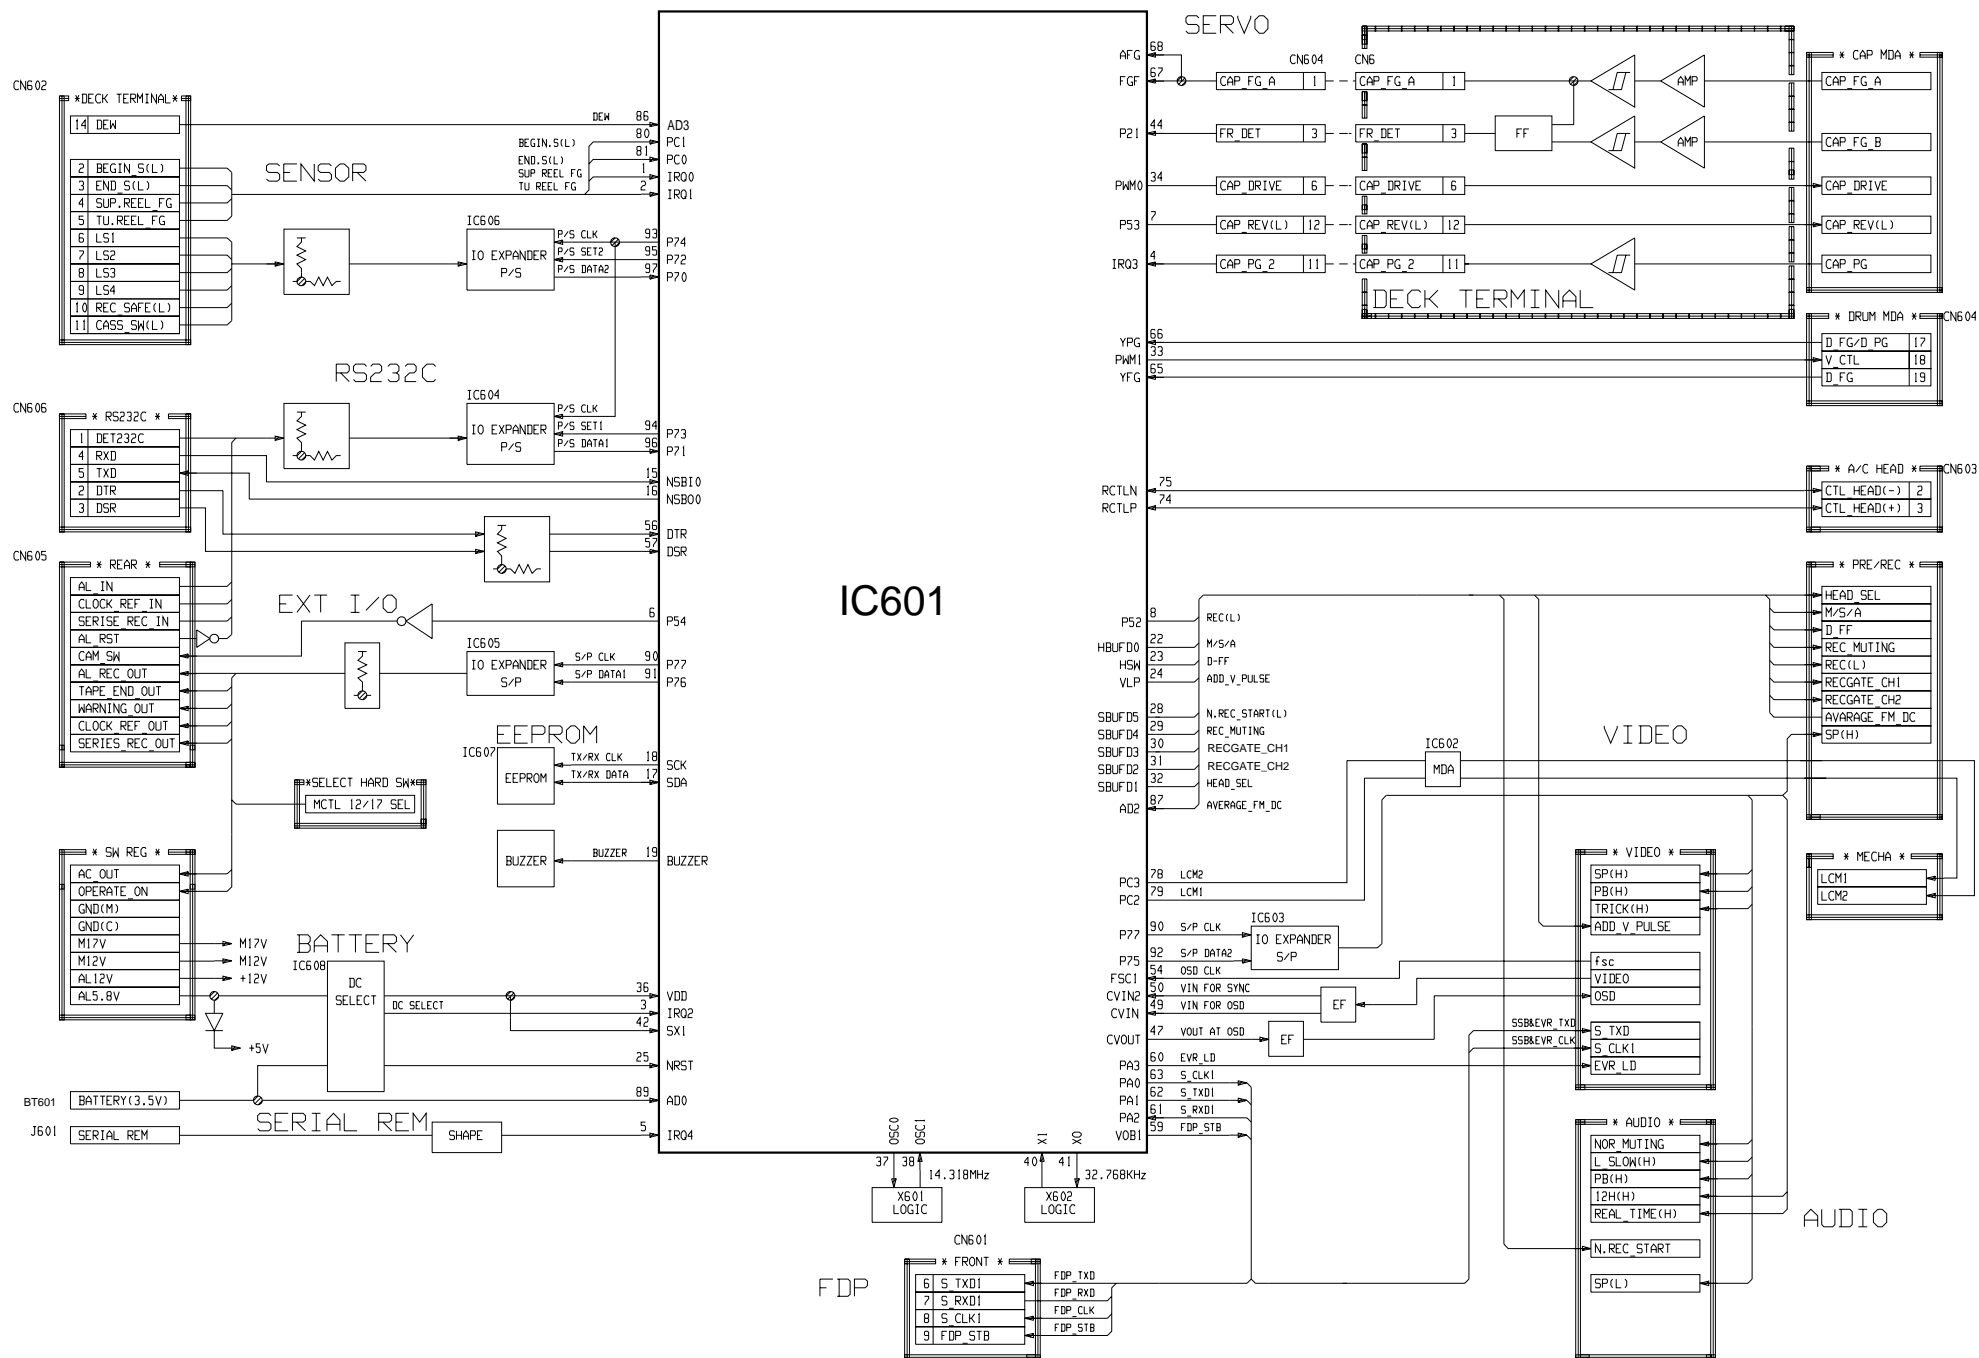 CN602
*DECK TERMINAL*
14 DEW
2 BEGIN_S(L)
3 END_S(L)
4 SUP.REEL_FG
5 TU.REEL_FG
6 LS1
7 LS2
8 LS3
9 LS4
10 REC_SAFE(L)
11 CASS_SW(L)
SENSOR
DEW
BEGIN.S(L)
END.S(L)
SUP REEL FG
TU REEL FG
IC606
IO EXPANDER
P/S
P/S CLK
P/S SET2
P/S DATA2
86 AD3
80 PC1
81 PC0
1 IRQ0
2 IRQ1
93 P74
95 P72
97 P70
RS232C
CN606
* RS232C *
1 DET232C
4 RXD
5 TXD
2 DTR
3 DSR
IC604
IO EXPANDER
P/S
P/S CLK
P/S SET1
P/S DATA1
94 P73
96 P71
15 NSBI0
16 NSBO0
56 DTR
57 DSR
CN605
* REAR *
AL_IN
CLOCK_REF_IN
SERISE_REC_IN
AL_RST
CAM_SW
AL_REC_OUT
TAPE_END_OUT
WARNING_OUT
CLOCK_REF_OUT
SERIES_REC_OUT
EXT I/O
IC605
IO EXPANDER
S/P
S/P CLK
S/P DATA1
6 P54
90 P77
91 P76
EEPROM
IC607
EEPROM
TX/RX CLK
TX/RX DATA
18 SCK
17 SDA
*SELECT HARD SW*
MCTL 12/17 SEL
BUZZER
BUZZER
19 BUZZER
* SW REG *
AC_OUT
OPERATE_ON
GND(M)
GND(C)
M17V
M12V
AL12V
AL5.8V
M17V
M12V
+12V
+5V
BATTERY
IC608
DC
SELECT
DC SELECT
36 VDD
3 IRQ2
42 SX1
25 NRST
89 AD0
5 IRQ4
BT601 BATTERY(3.5V)
SERIAL REM
J601 SERIAL REM
SHAPE
IC601
OSC0
OSC1
X1
X0
37
38
14.318MHz
40
41
32.768KHz
X601
LOGIC
X602
LOGIC
CN601
* FRONT *
6 S_TXD1
7 S_RXD1
8 S_CLK1
9 FDP_STB
FDP
FDP_TXD
FDP_RXD
FDP_CLK
FDP_STB
SERVO
AFG 68
FGF 67
P21 44
PWM0 34
P53 7
IRQ3 4
CN604
CAP_FG_A 1
FR_DET 3
CAP_DRIVE 6
CAP_REV(L) 12
CAP_PG_2 11
CN6
CAP_FG_A 1
FR_DET 3
CAP_DRIVE 6
CAP_REV(L) 12
CAP_PG_2 11
FF
AMP
AMP
DECK TERMINAL
* CAP MDA *
CAP_FG_A
CAP_FG_B
CAP_DRIVE
CAP_REV(L)
CAP_PG
* DRUM MDA *
CN604
D_FG/D_PG 17
V_CTL 18
D_FG 19
YPG 66
PWM1 33
YFG 65
* A/C HEAD *
CN603
CTL_HEAD(-) 2
CTL_HEAD(+) 3
RCTLN 75
RCTLP 74
P52 8 REC(L)
HBUFD0 22 M/S/A
HSW 23 D-FF
VLP 24 ADD_V_PULSE
SBUFD5 28 N.REC_START(L)
SBUFD4 29 REC_MUTING
SBUFD3 30 RECGATE_CH1
SBUFD2 31 RECGATE_CH2
SBUFD1 32 HEAD_SEL
AD2 87 AVERAGE_FM_DC
* PRE/REC *
HEAD_SEL
M/S/A
D_FF
REC_MUTING
REC(L)
RECGATE_CH1
RECGATE_CH2
AVARAGE_FM_DC
SP(H)
VIDEO
IC602
MDA
* MECHA *
LCM1
LCM2
PC3 78 LCM2
PC2 79 LCM1
P77 90 S/P CLK
P75 92 S/P DATA2
IC603
IO EXPANDER
S/P
FSC1 54 OSD CLK
CVIN2 50 VIN FOR SYNC
CVIN 49 VIN FOR OSD
CVOUT 47 VOUT AT OSD
EF
EF
PA3 60 EVR_LD
PA0 63 S_CLK1
PA1 62 S_TXD1
PA2 61 S_RXD1
VOB1 59 FDP_STB
* VIDEO *
SP(H)
PB(H)
TRICK(H)
ADD_V_PULSE
fsc
VIDEO
OSD
S_TXD
S_CLK1
EVR_LD
SSB&EVR_TXD
SSB&EVR_CLK
* AUDIO *
NOR_MUTING
L_SLOW(H)
PB(H)
12H(H)
REAL_TIME(H)
N.REC_START
SP(L)
AUDIO